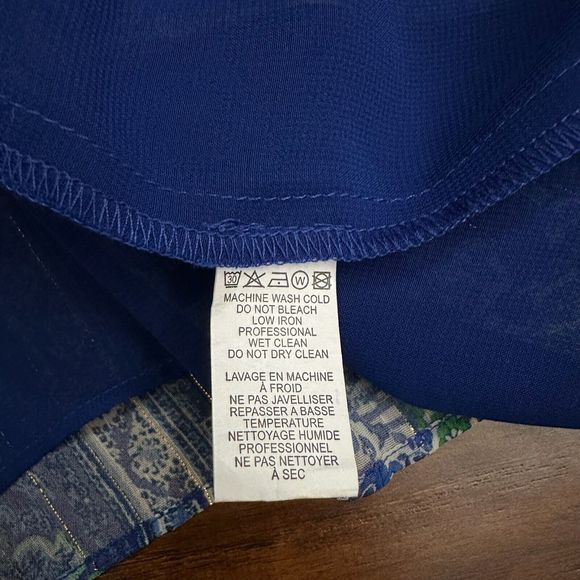 30 W
MACHINE WASH COLD
DO NOT BLEACH
LOW IRON
PROFESSIONAL
WET CLEAN
DO NOT DRY CLEAN
LAVAGE EN MACHINE
À FROID
NE PAS JAVELLISER
REPASSER A BASSE
TEMPERATURE
NETTOYAGE HUMIDE
PROFESSIONNEL
NE PAS NETTOYER
À SEC